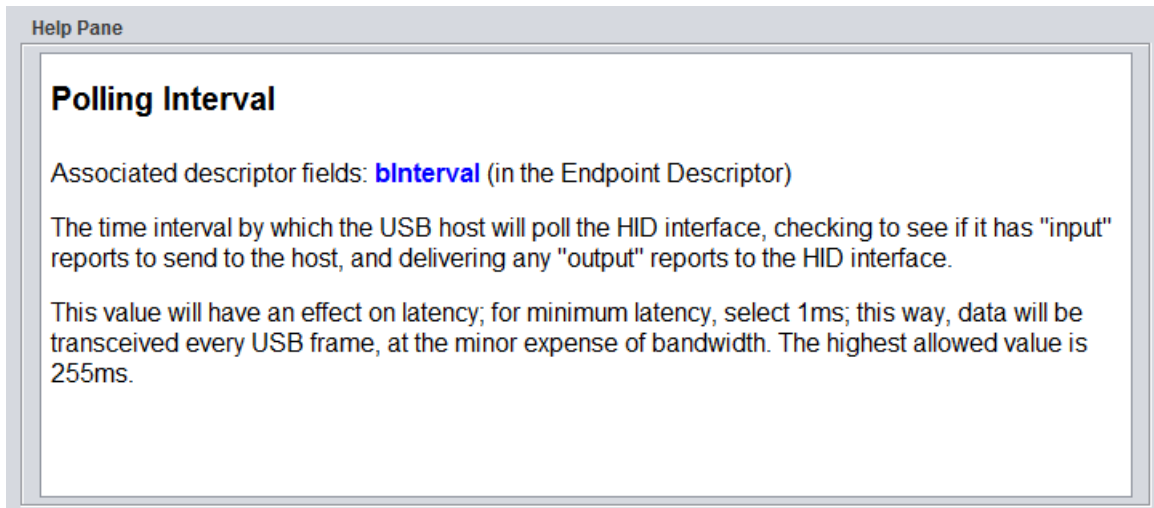 Help Pane
Polling Interval
Associated descriptor fields: bInterval (in the Endpoint Descriptor)
The time interval by which the USB host will poll the HID interface, checking to see if it has "input"
reports to send to the host, and delivering any "output" reports to the HID interface.
This value will have an effect on latency; for minimum latency, select 1ms; this way, data will be
transceived every USB frame, at the minor expense of bandwidth. The highest allowed value is
255ms.